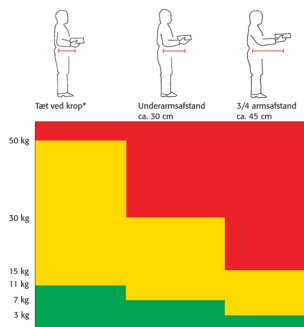 Tæt ved krop*
Underarmsafstand
ca. 30 cm
3/4 armsafstand
ca. 45 cm
50 kg
30 kg
15 kg
11 kg
7 kg
3 kg